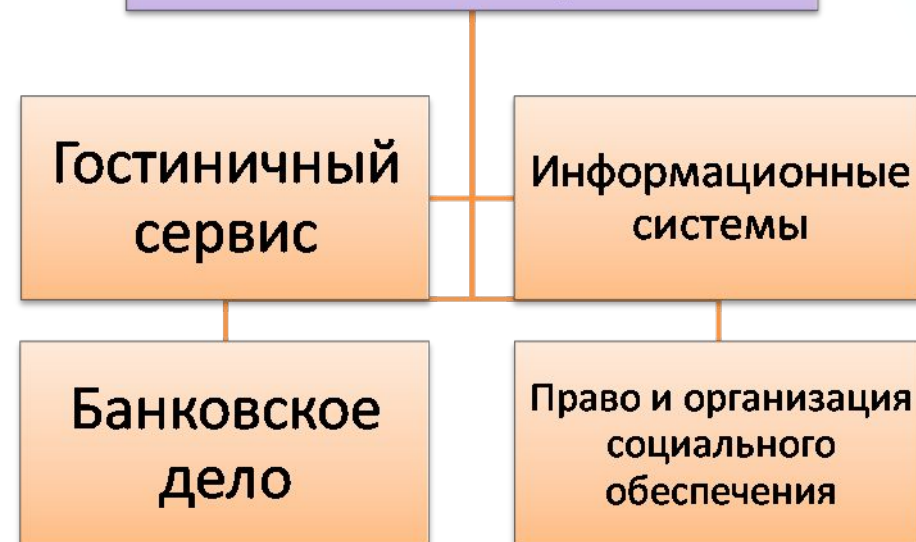 Гостиничный
сервис
Информационные
системы
Банковское
дело
Право и организация
социального
обеспечения